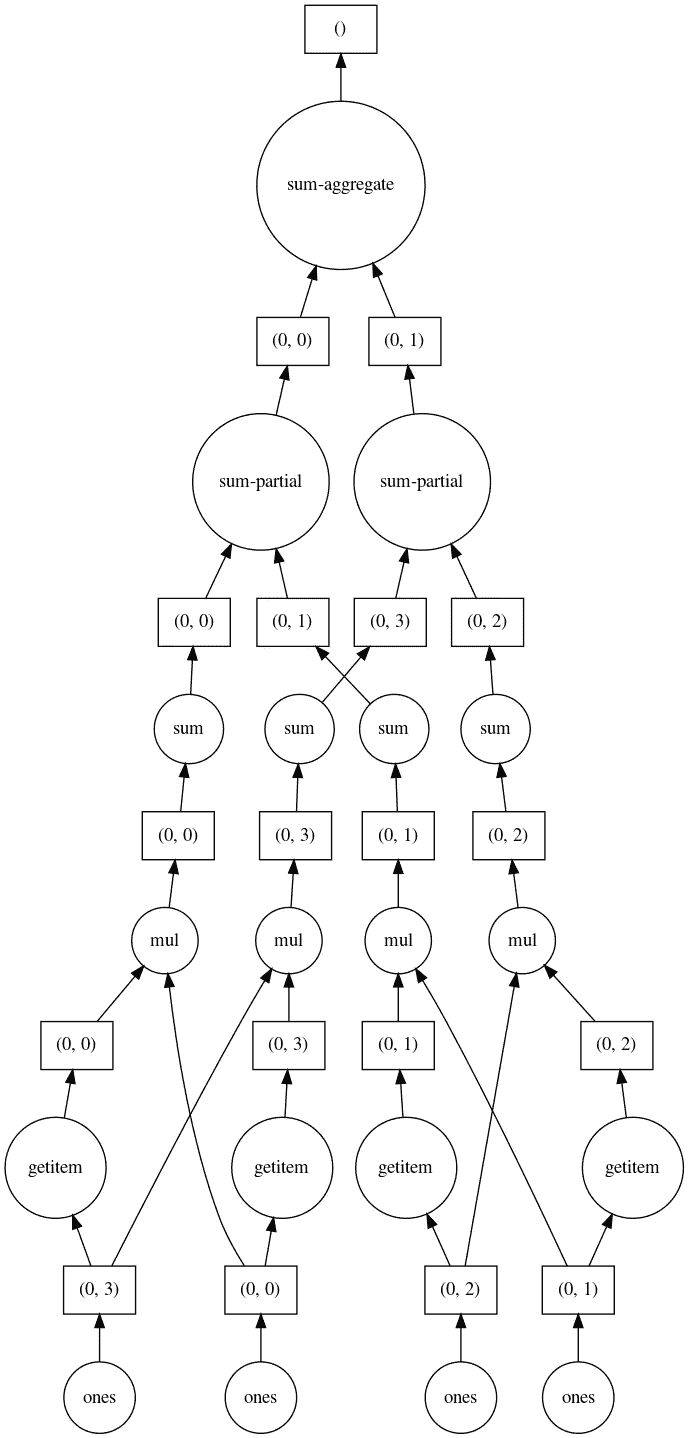 ()
sum-aggregate
(0, 0)
(0, 1)
sum-partial
sum-partial
(0, 0)
(0, 1)
(0, 3)
(0, 2)
sum
sum
sum
sum
(0, 0)
(0, 3)
(0, 1)
(0, 2)
mul
mul
mul
mul
(0, 0)
(0, 3)
(0, 1)
(0, 2)
getitem
getitem
getitem
getitem
(0, 3)
(0, 0)
(0, 2)
(0, 1)
ones
ones
ones
ones